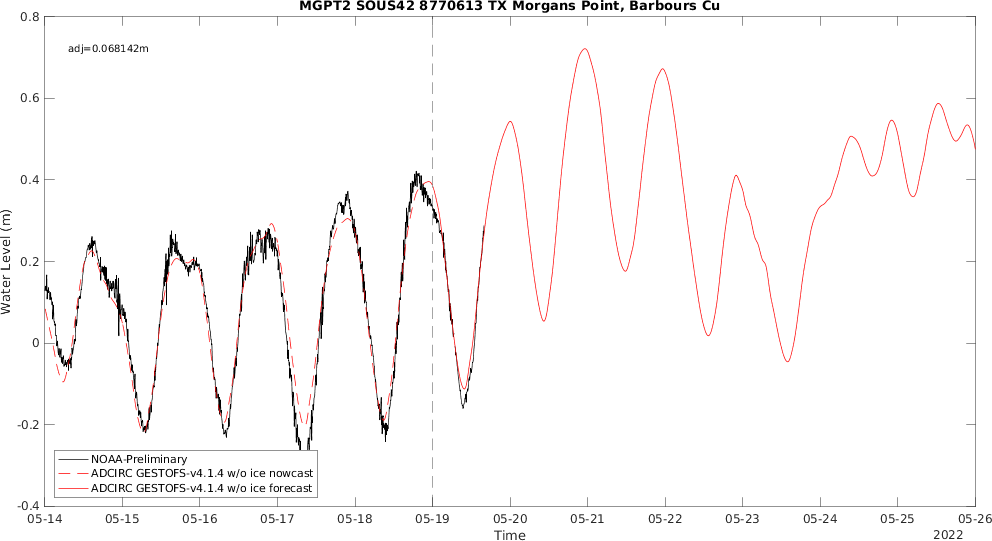 MGPT2 SOUS42 8770613 TX Morgans Point, Barbours Cu
adj=0.068142m
Water Level (m)
0.8
0.6
0.4
0.2
0
-0.2
-0.4
NOAA-Preliminary
ADCIRC GESTOFS-v4.1.4 w/o ice nowcast
ADCIRC GESTOFS-v4.1.4 w/o ice forecast
05-14 05-15 05-16 05-17 05-18 05-19 05-20 05-21 05-22 05-23 05-24 05-25 05-26
Time
2022